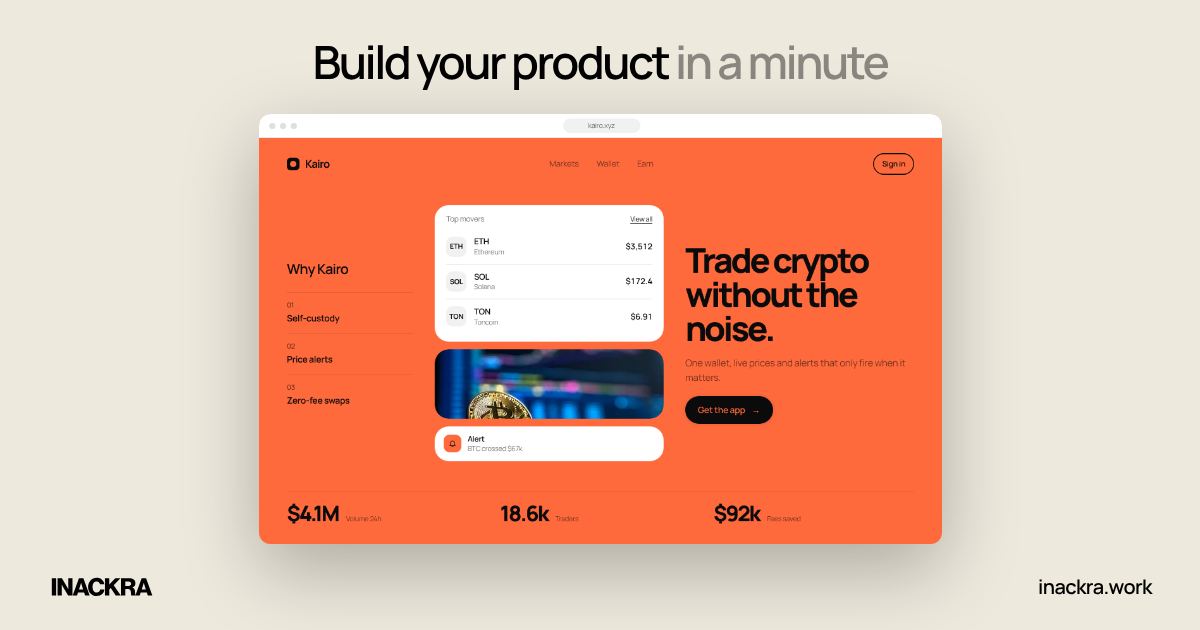 Build your product in a minute
kairo.xyz
Kairo
Markets
Wallet
Earn
Sign in
Why Kairo
01
Self-custody
02
Price alerts
03
Zero-fee swaps
Top movers
View all
ETH
ETH
Ethereum
$3,512
SOL
SOL
Solana
$172.4
TON
TON
Toncoin
$6.91
Alert
BTC crossed $67k
Trade crypto
without the
noise.
One wallet, live prices and alerts that only fire when it
matters.
Get the app →
$4.1M Volume 24h
18.6k Traders
$92k Fees saved
INACKRA
inackra.work